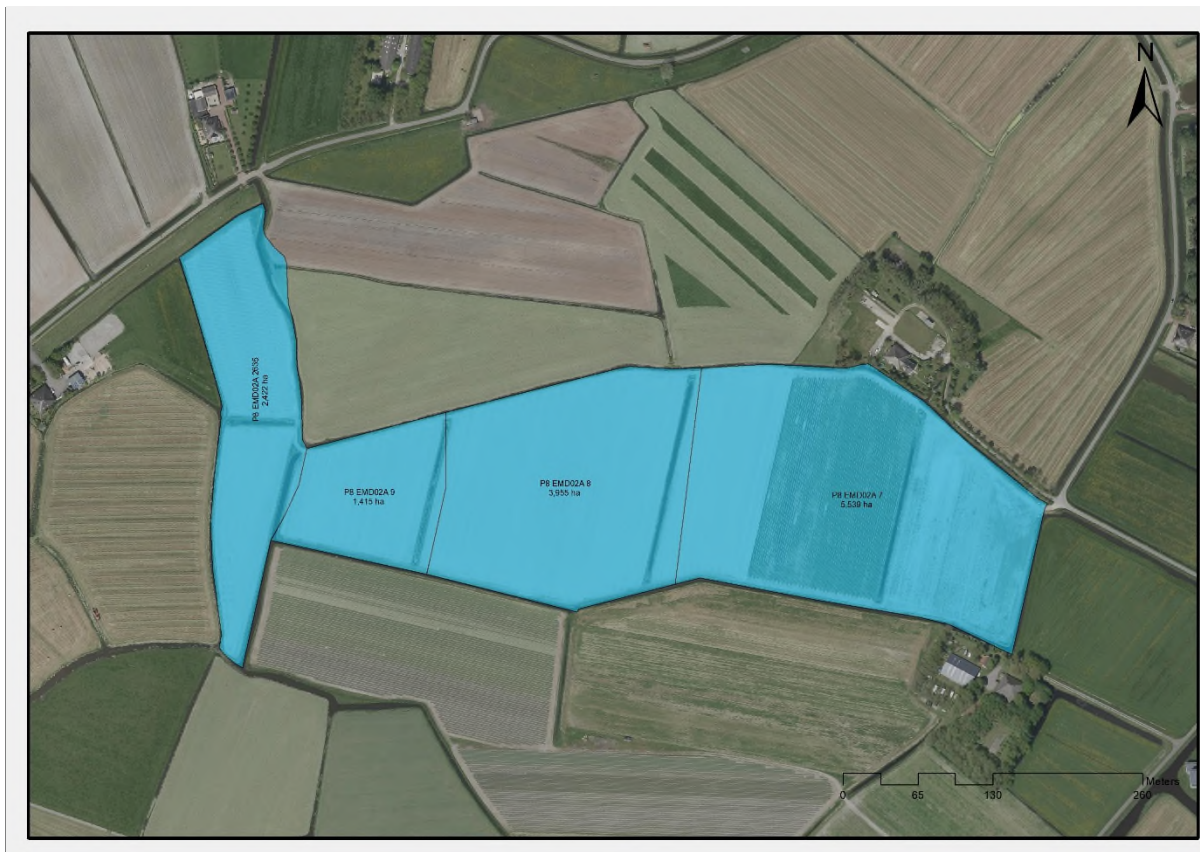 N
P8 EMD02A 2635
2,422 ha
P8 EMD02A 9
1,415 ha
P8 EMD02A 8
3,955 ha
P8 EMD02A 7
5,539 ha
Meters
0 65 130 260